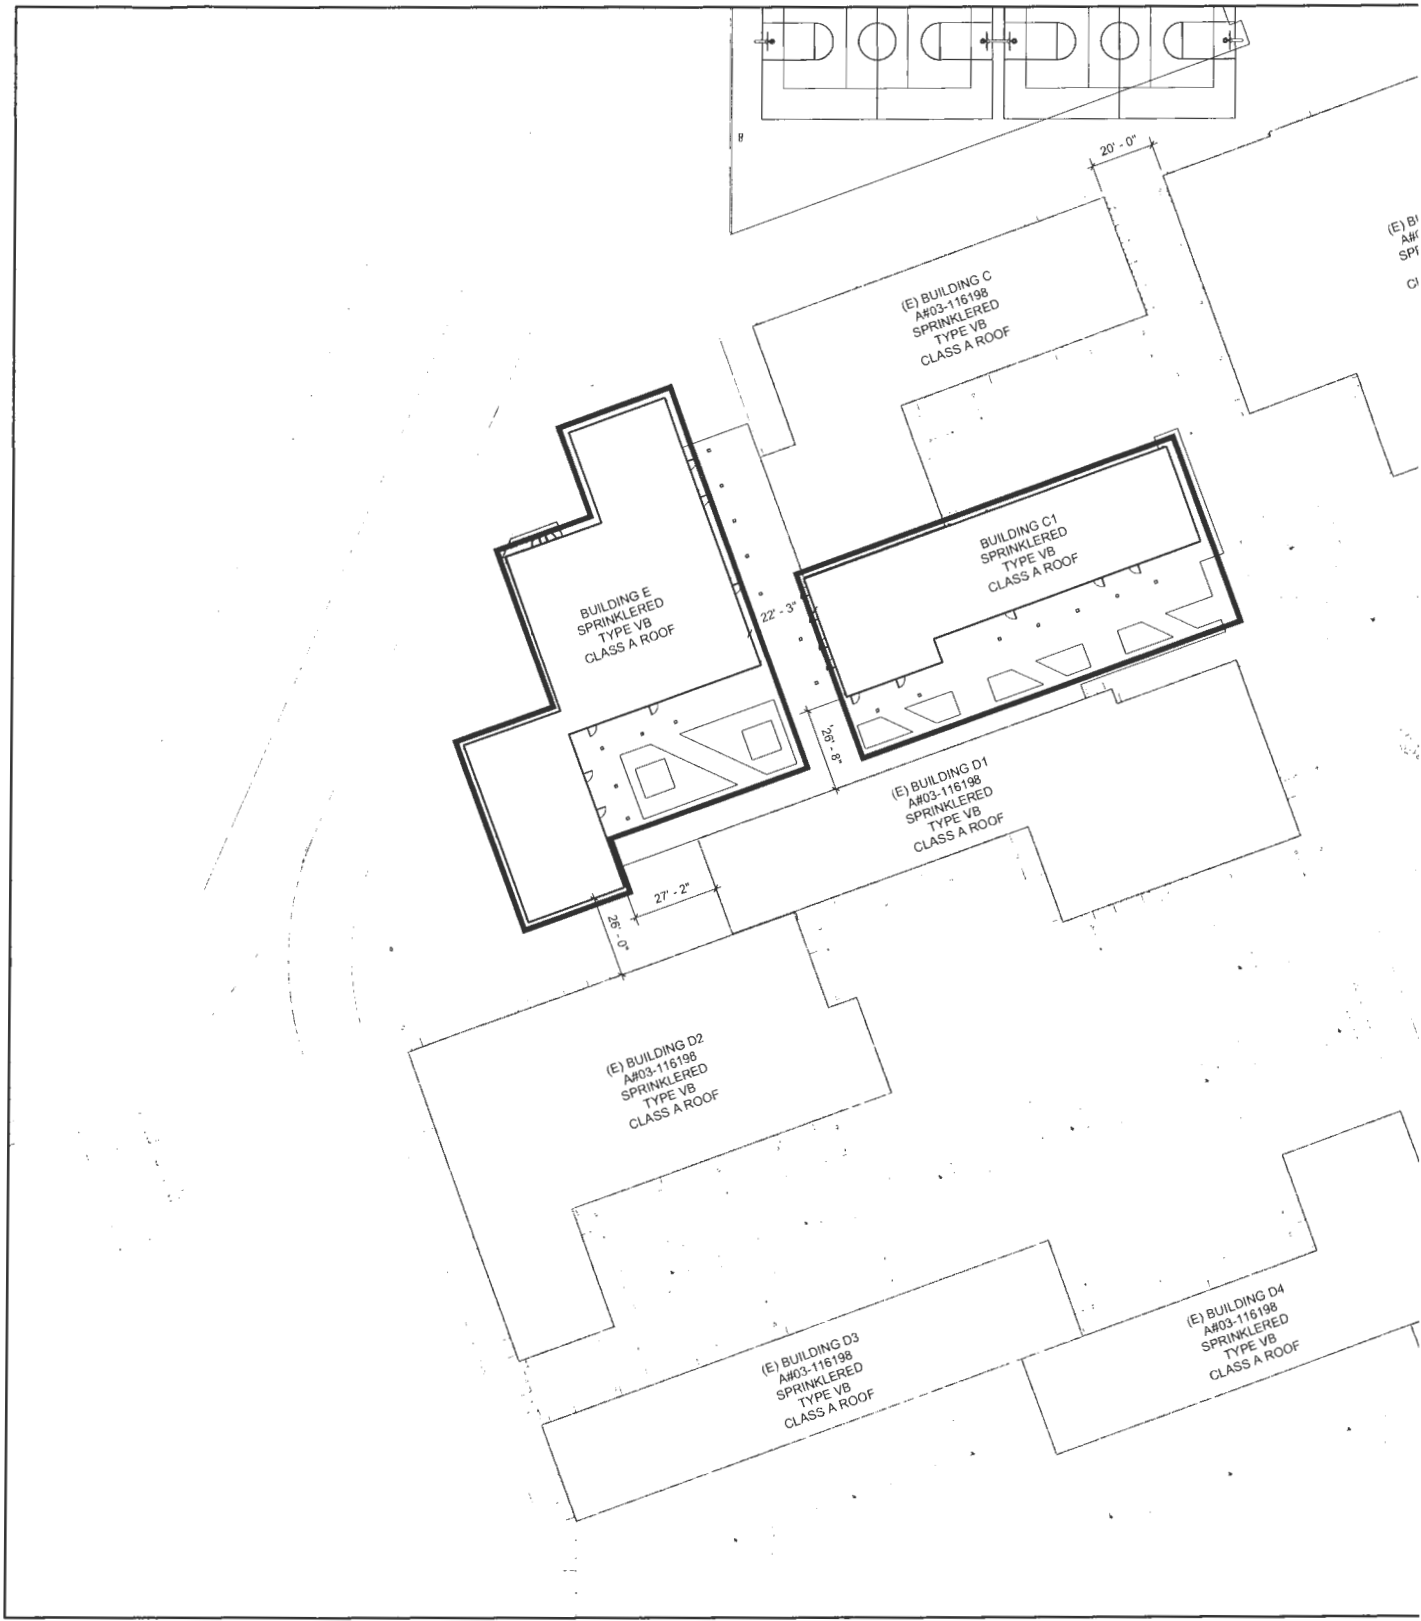 20' - 0"
(E) BUILDING C
A#03-116198
SPRINKLERED
TYPE VB
CLASS A ROOF
BUILDING C1
SPRINKLERED
TYPE VB
CLASS A ROOF
BUILDING E
SPRINKLERED
TYPE VB
CLASS A ROOF
22' - 3"
26' - 8"
(E) BUILDING D1
A#03-116198
SPRINKLERED
TYPE VB
CLASS A ROOF
27' - 2"
26' - 0"
(E) BUILDING D2
A#03-116198
SPRINKLERED
TYPE VB
CLASS A ROOF
(E) BUILDING D3
A#03-116198
SPRINKLERED
TYPE VB
CLASS A ROOF
(E) BUILDING D4
A#03-116198
SPRINKLERED
TYPE VB
CLASS A ROOF